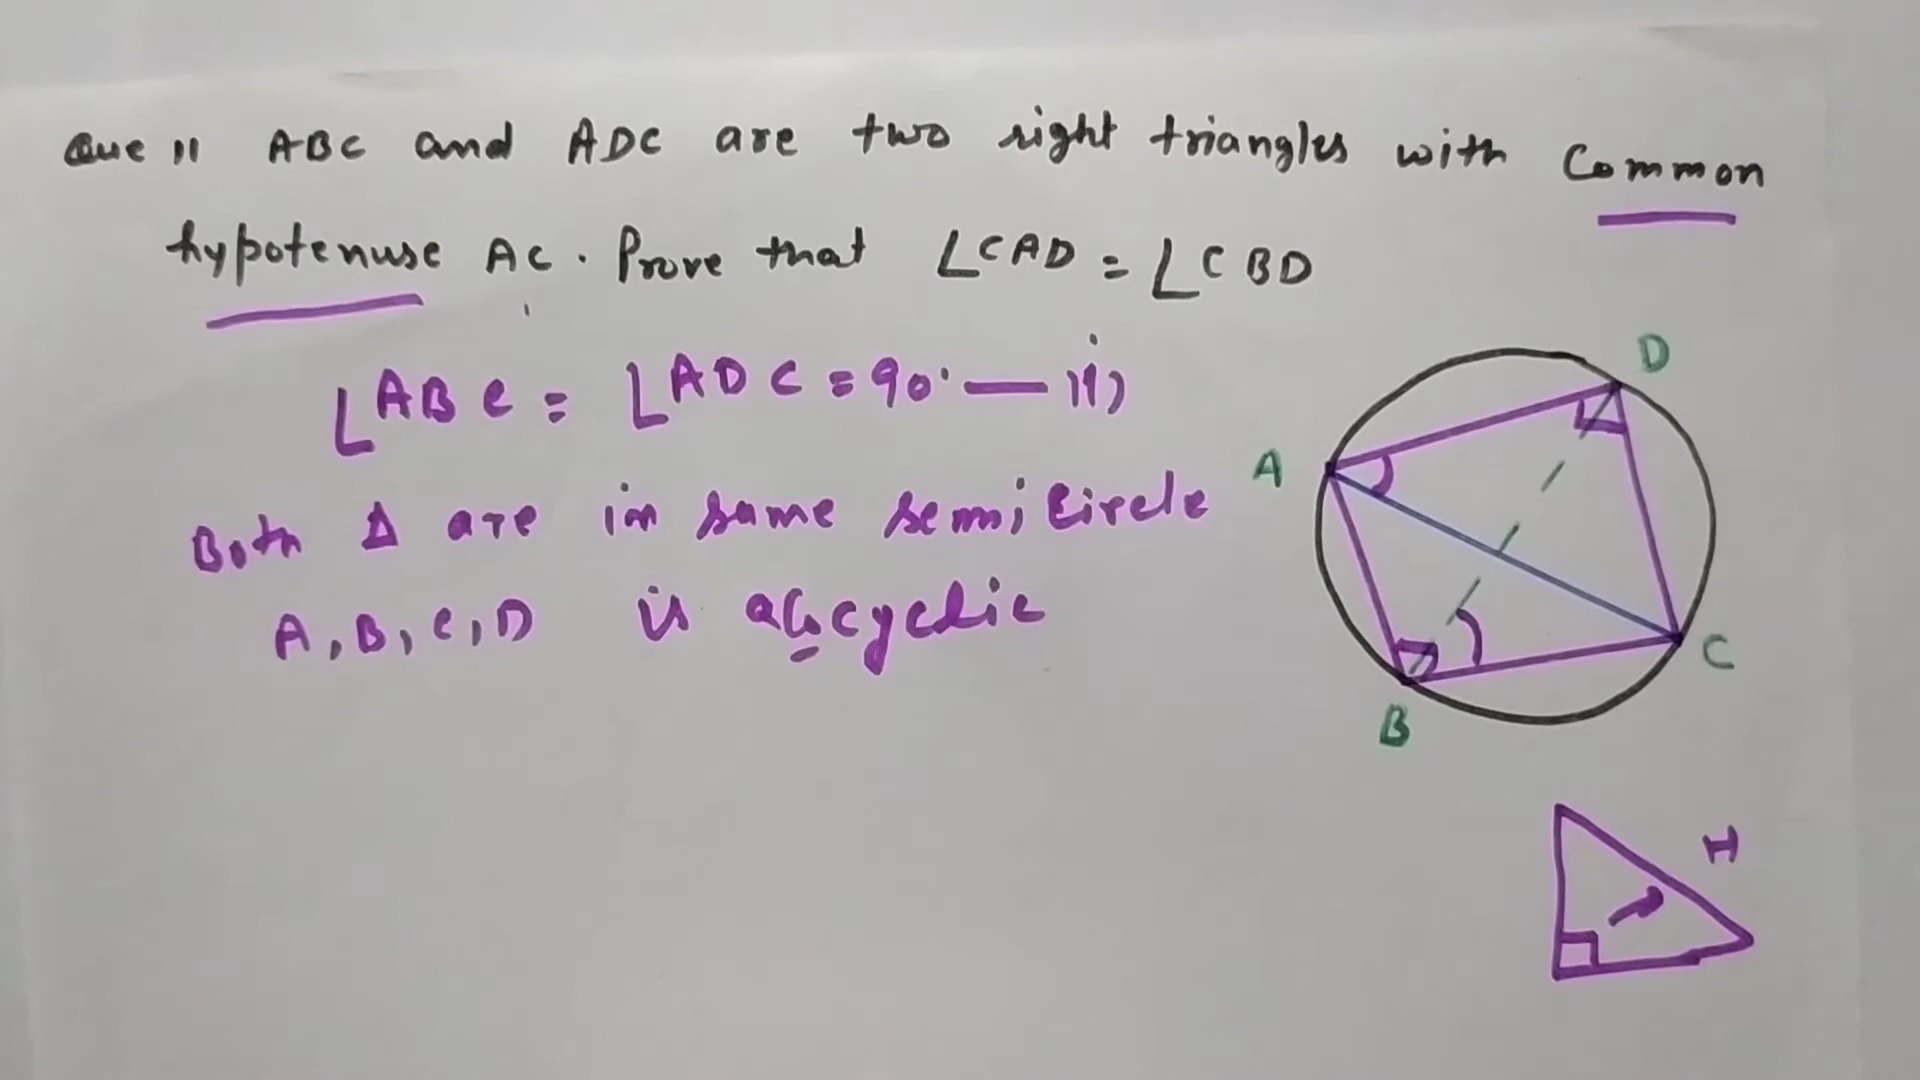 Que 11 ABC and ADC are two right triangles with Common
hypotenuse AC. Prove that ∠CAD = ∠CBD
∠ABC = ∠ADC = 90° — (i)
Both Δ are in same semicircle
A, B, C, D is cyclic
D
A
C
B
H